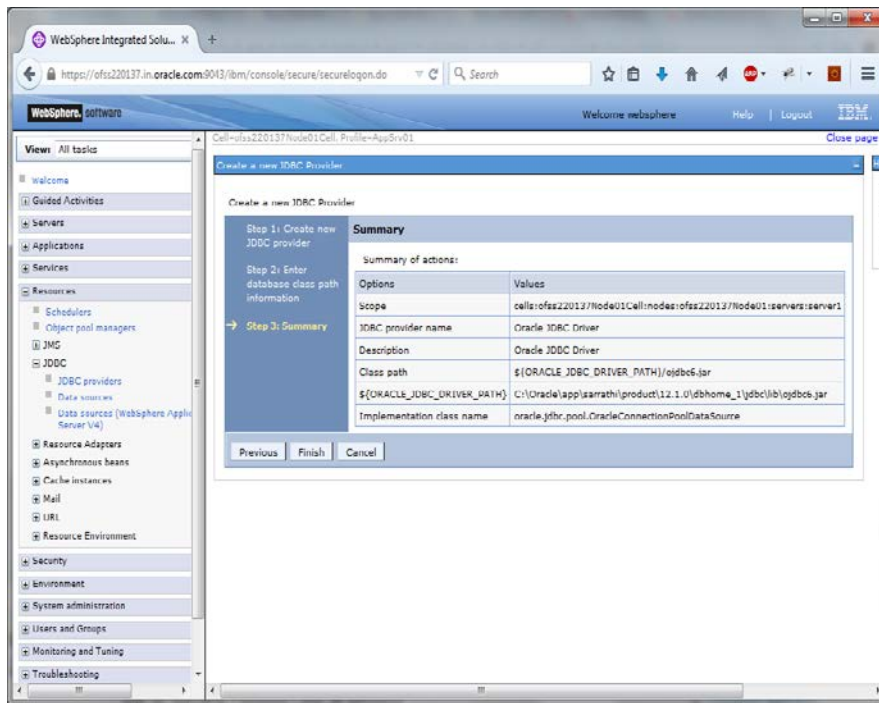 WebSphere Integrated Solu... ×
https://ofss220137.in.oracle.com:9043/ibm/console/secure/securelogon.do
Search
WebSphere. software
Welcome websphere
Help | Logout
IBM.
Cell=ofss220137Node01Cell, Profile=AppSrv01
Close page
View: All tasks
Welcome
Guided Activities
Servers
Applications
Services
Resources
Schedulers
Object pool managers
JMS
JDBC
JDBC providers
Data sources
Data sources (WebSphere Applic
Server V4)
Resource Adapters
Asynchronous beans
Cache instances
Mail
URL
Resource Environment
Security
Environment
System administration
Users and Groups
Monitoring and Tuning
Troubleshooting
Create a new JDBC Provider
Create a new JDBC Provider
Step 1: Create new
JDBC provider
Step 2: Enter
database class path
information
Step 3: Summary
Summary
Summary of actions:
Options Values
Scope cells:ofss220137Node01Cell:nodes:ofss220137Node01:servers:server1
JDBC provider name Oracle JDBC Driver
Description Oracle JDBC Driver
Class path ${ORACLE_JDBC_DRIVER_PATH}/ojdbc6.jar
${ORACLE_JDBC_DRIVER_PATH} C:\Oracle\app\sarrathi\product\12.1.0\dbhome_1\jdbc\lib\ojdbc6.jar
Implementation class name oracle.jdbc.pool.OracleConnectionPoolDataSource
Previous Finish Cancel